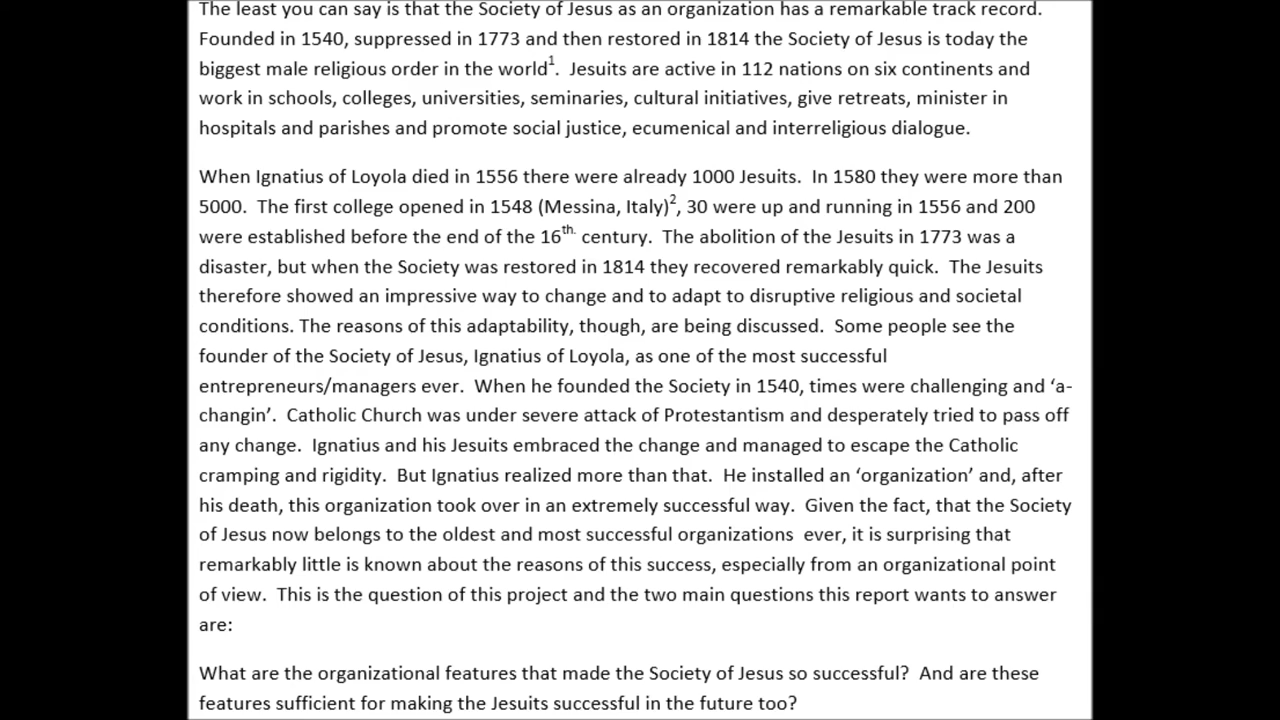 The least you can say is that the Society of Jesus as an organization has a remarkable track record.
Founded in 1540, suppressed in 1773 and then restored in 1814 the Society of Jesus is today the
biggest male religious order in the world1.  Jesuits are active in 112 nations on six continents and
work in schools, colleges, universities, seminaries, cultural initiatives, give retreats, minister in
hospitals and parishes and promote social justice, ecumenical and interreligious dialogue.
When Ignatius of Loyola died in 1556 there were already 1000 Jesuits.  In 1580 they were more than
5000.  The first college opened in 1548 (Messina, Italy)2, 30 were up and running in 1556 and 200
were established before the end of the 16th. century.  The abolition of the Jesuits in 1773 was a
disaster, but when the Society was restored in 1814 they recovered remarkably quick.  The Jesuits
therefore showed an impressive way to change and to adapt to disruptive religious and societal
conditions. The reasons of this adaptability, though, are being discussed.  Some people see the
founder of the Society of Jesus, Ignatius of Loyola, as one of the most successful
entrepreneurs/managers ever.  When he founded the Society in 1540, times were challenging and ‘a-
changin’.  Catholic Church was under severe attack of Protestantism and desperately tried to pass off
any change.  Ignatius and his Jesuits embraced the change and managed to escape the Catholic
cramping and rigidity.  But Ignatius realized more than that.  He installed an ‘organization’ and, after
his death, this organization took over in an extremely successful way.  Given the fact, that the Society
of Jesus now belongs to the oldest and most successful organizations  ever, it is surprising that
remarkably little is known about the reasons of this success, especially from an organizational point
of view.  This is the question of this project and the two main questions this report wants to answer
are:
What are the organizational features that made the Society of Jesus so successful?  And are these
features sufficient for making the Jesuits successful in the future too?